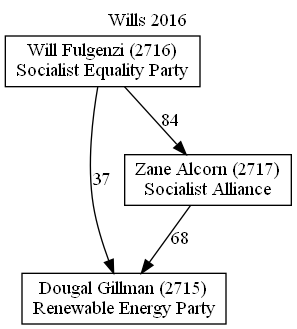 Wills 2016
Will Fulgenzi (2716)
Socialist Equality Party
84
Zane Alcorn (2717)
Socialist Alliance
37
68
Dougal Gillman (2715)
Renewable Energy Party